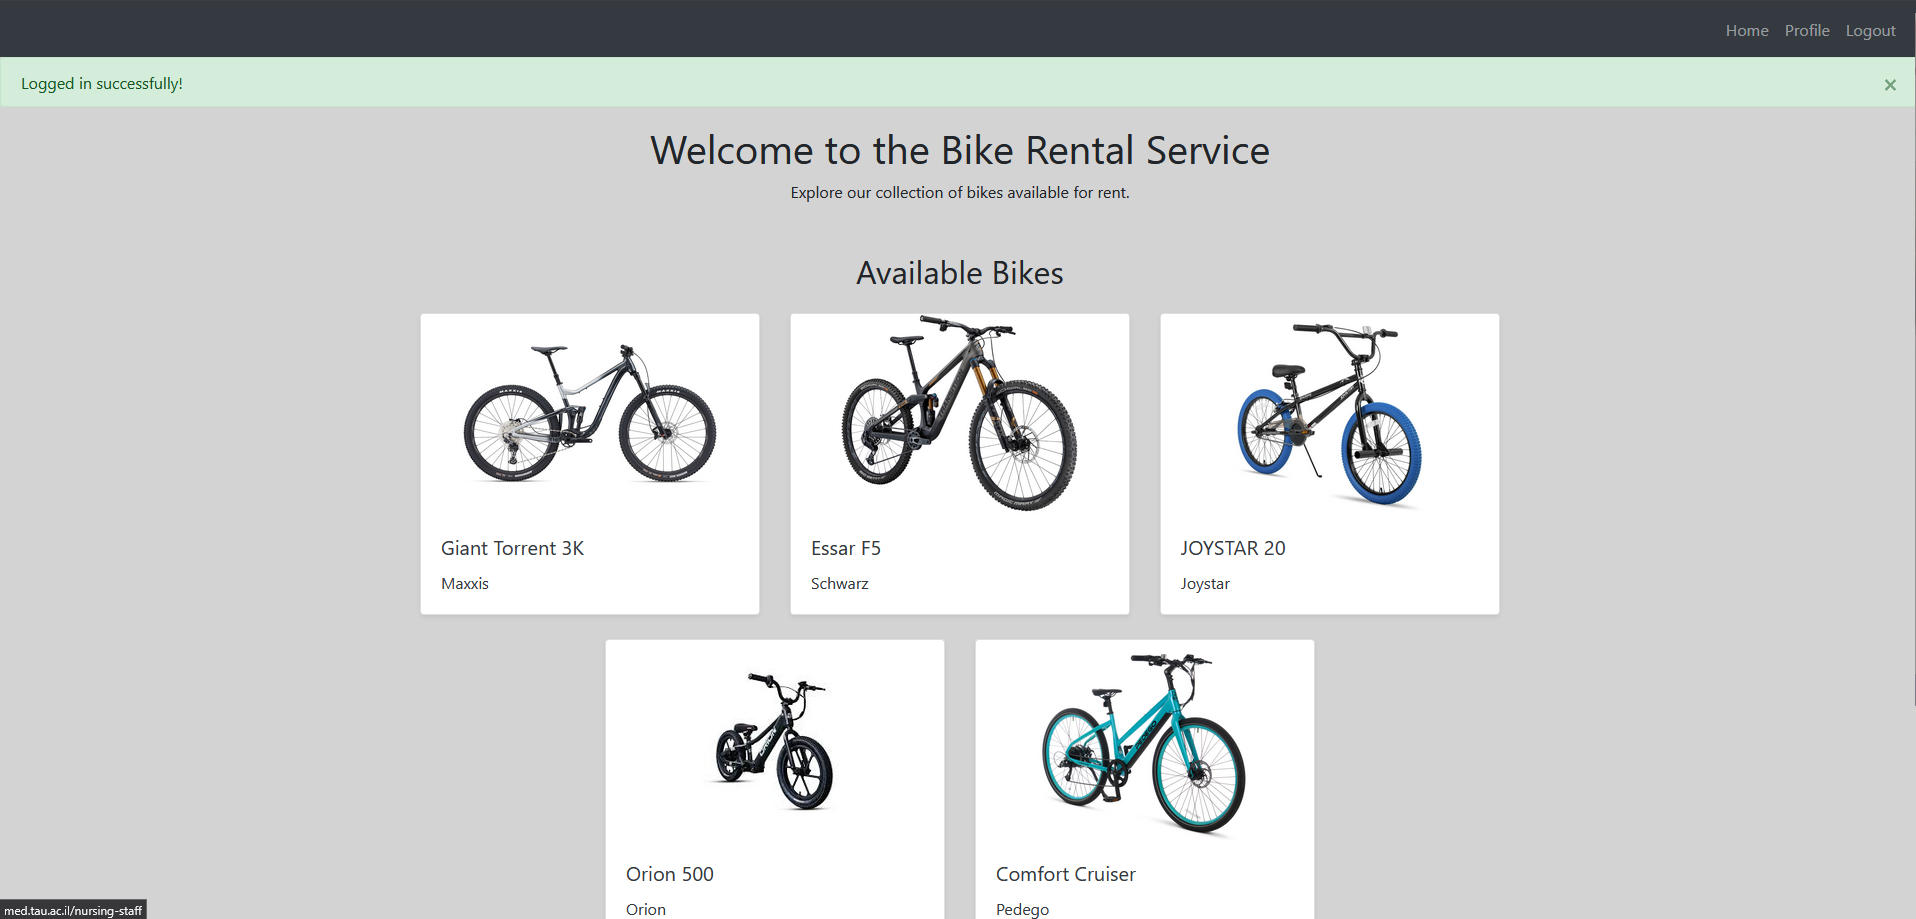 Home Profile Logout
Logged in successfully!
×
Welcome to the Bike Rental Service
Explore our collection of bikes available for rent.
Available Bikes
Giant Torrent 3K
Maxxis
Essar F5
Schwarz
JOYSTAR 20
Joystar
Orion 500
Orion
Comfort Cruiser
Pedego
med.tau.ac.il/nursing-staff